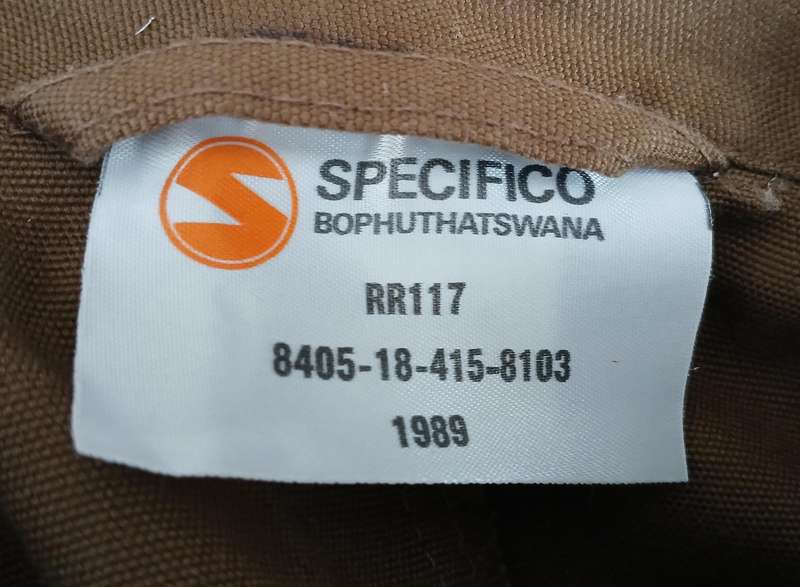 SPECIFICO
BOPHUTHATSWANA
RR117
8405-18-415-8103
1989